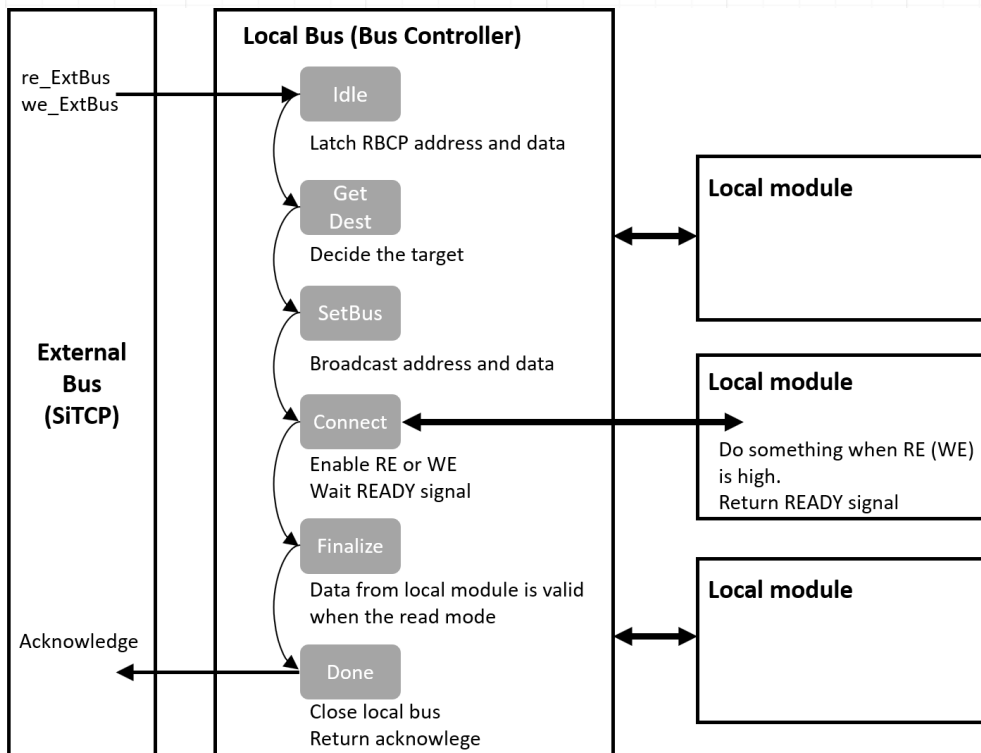 Local Bus (Bus Controller)
re_ExtBus
we_ExtBus
Idle
Latch RBCP address and data
Get
Dest
Decide the target
SetBus
Broadcast address and data
External
Bus
(SiTCP)
Connect
Enable RE or WE
Wait READY signal
Finalize
Data from local module is valid
when the read mode
Acknowledge
Done
Close local bus
Return acknowlege
Local module
Local module
Do something when RE (WE)
is high.
Return READY signal
Local module